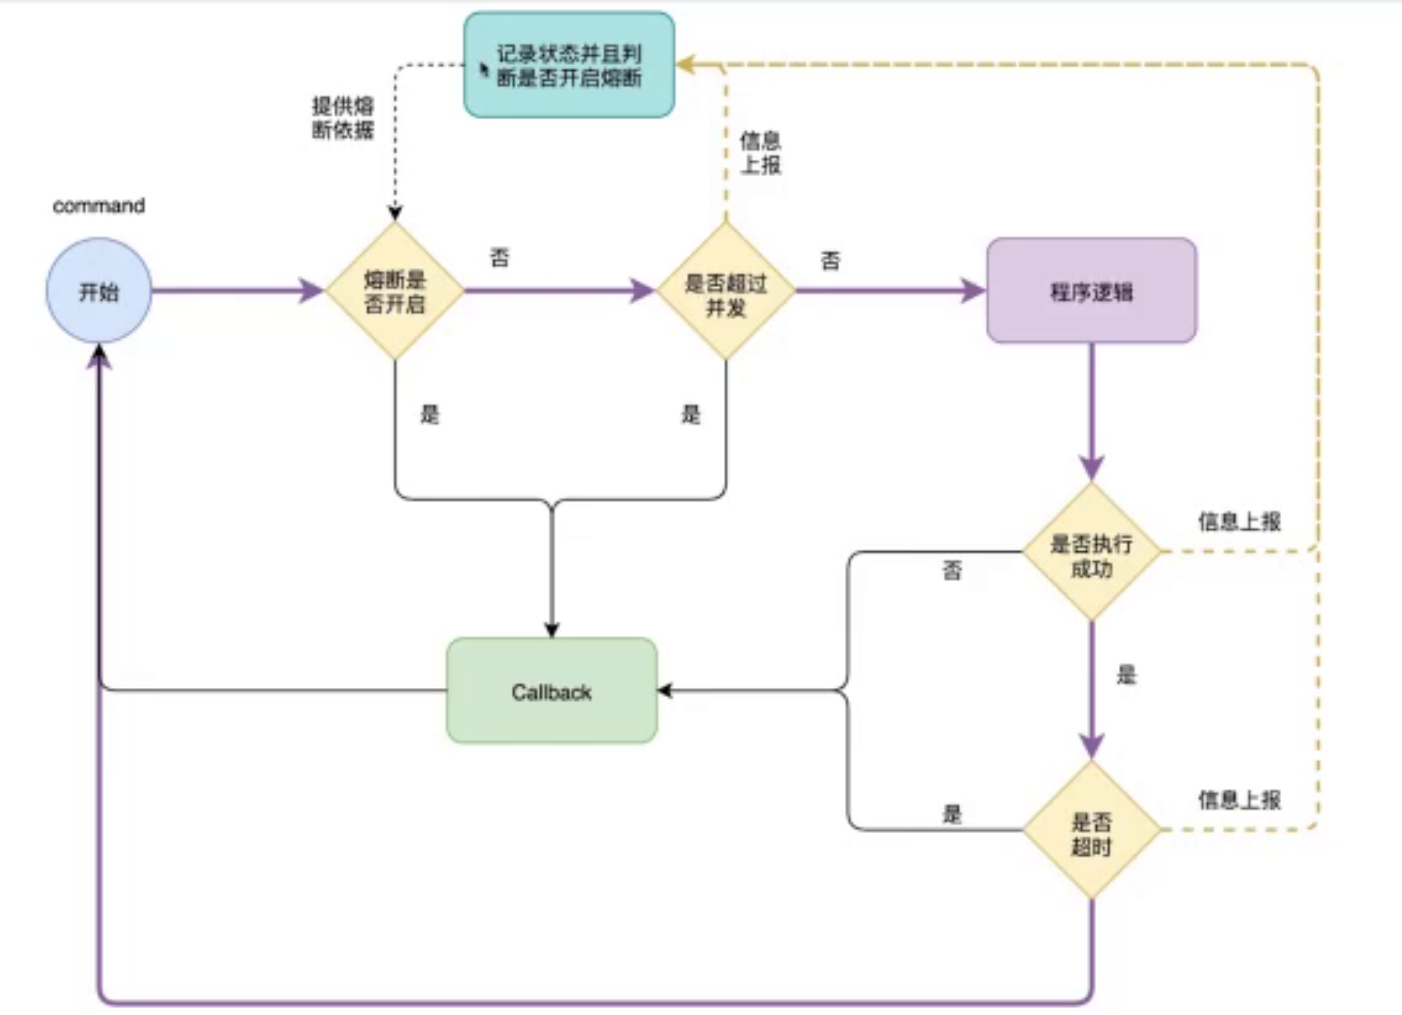 记录状态并且判
断是否开启熔断
提供熔
断依据
信息
上报
command
开始
熔断是
否开启
否
是否超过
并发
否
程序逻辑
是
是
是否执行
成功
信息上报
否
是
Callback
是
是否
超时
信息上报